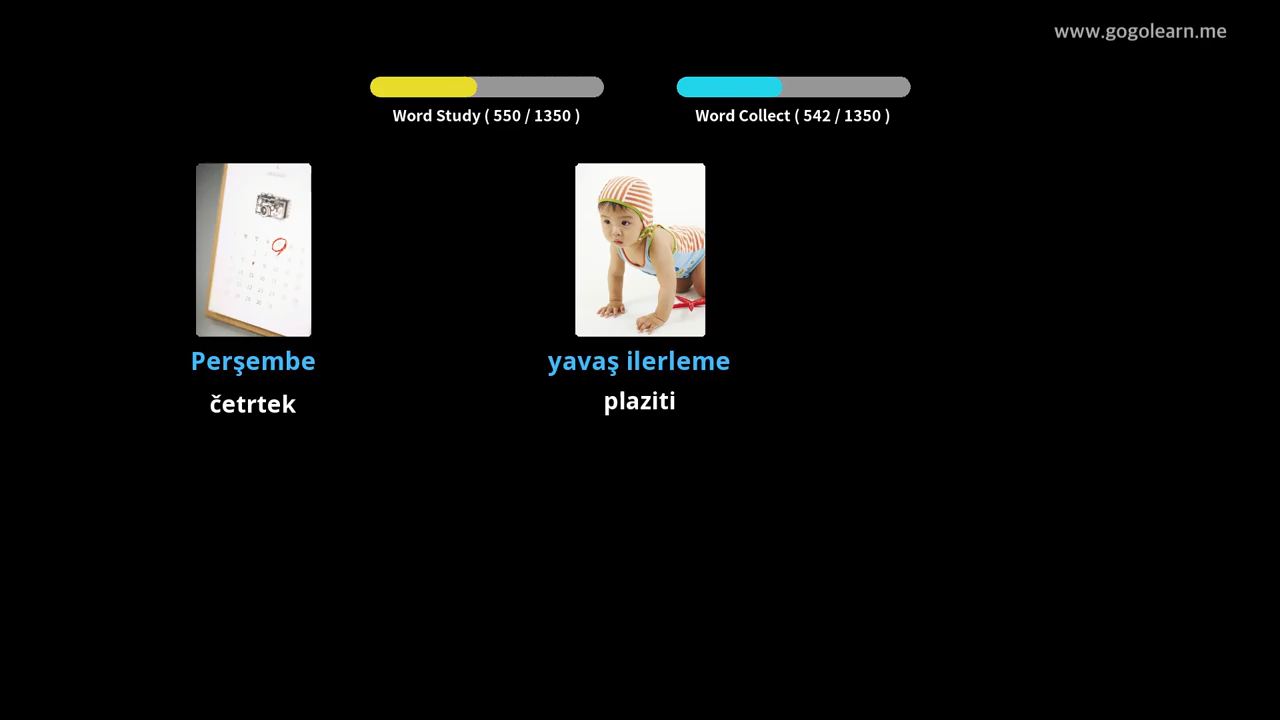 www.gogolearn.me
Word Study ( 550 / 1350 )
Word Collect ( 542 / 1350 )
Perşembe
četrtek
yavaş ilerleme
plaziti